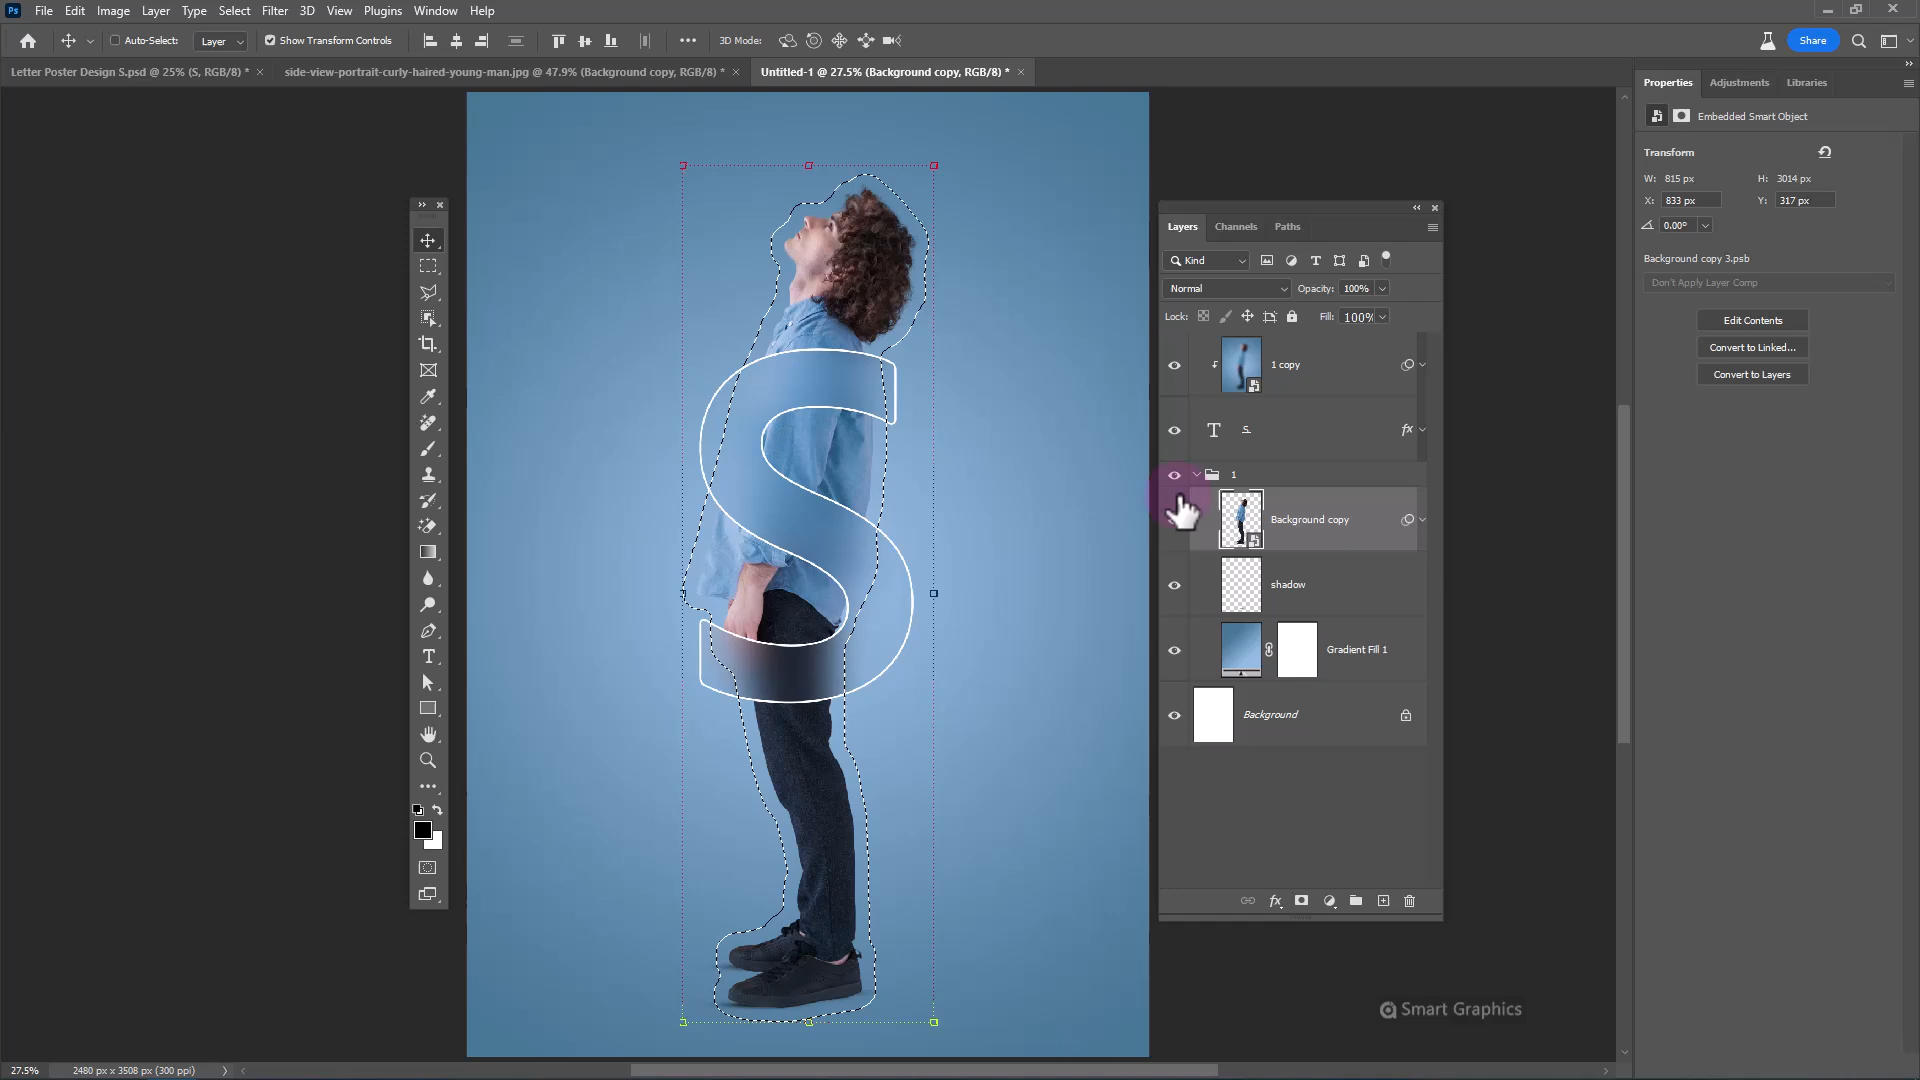 Ps File Edit Image Layer Type Select Filter 3D View Plugins Window Help
Auto-Select: Layer Show Transform Controls 3D Mode: Share
Letter Poster Design S.psd @ 25% (S, RGB/8) * × side-view-portrait-curly-haired-young-man.jpg @ 47.9% (Background copy, RGB/8) * × Untitled-1 @ 27.5% (Background copy, RGB/8) * ×
Properties Adjustments Libraries
Embedded Smart Object
Transform
W: 815 px H: 3014 px
X: 833 px Y: 317 px
0.00°
Background copy 3.psb
Don't Apply Layer Comp
Edit Contents
Convert to Linked...
Convert to Layers
Layers Channels Paths
Kind
Normal Opacity: 100%
Lock: Fill: 100%
1 copy
T S fx
1
Background copy
shadow
Gradient Fill 1
Background
fx
S
Smart Graphics
27.5% 2480 px x 3508 px (300 ppi)